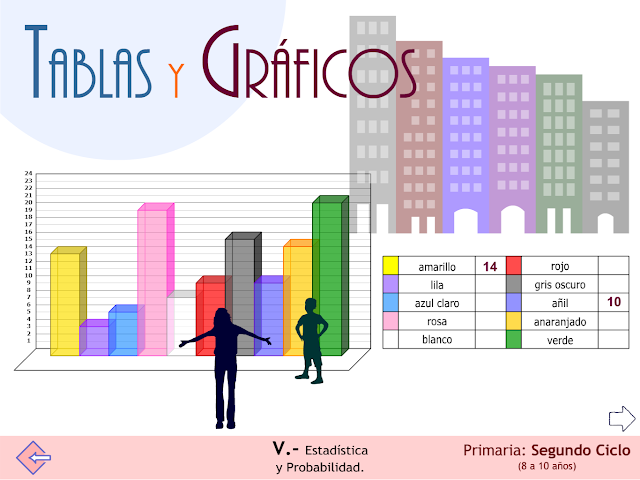 TABLAS Y GRÁFICOS
24
23
22
21
20
19
18
17
16
15
14
13
12
11
10
9
8
7
6
5
4
3
2
1
amarillo 14 rojo
lila gris oscuro
azul claro añil 10
rosa anaranjado
blanco verde
V.- Estadística
y Probabilidad.
Primaria: Segundo Ciclo
(8 a 10 años)